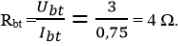 R_bt = U_bt / I_bt = 3 / 0,75 = 4 Ω.